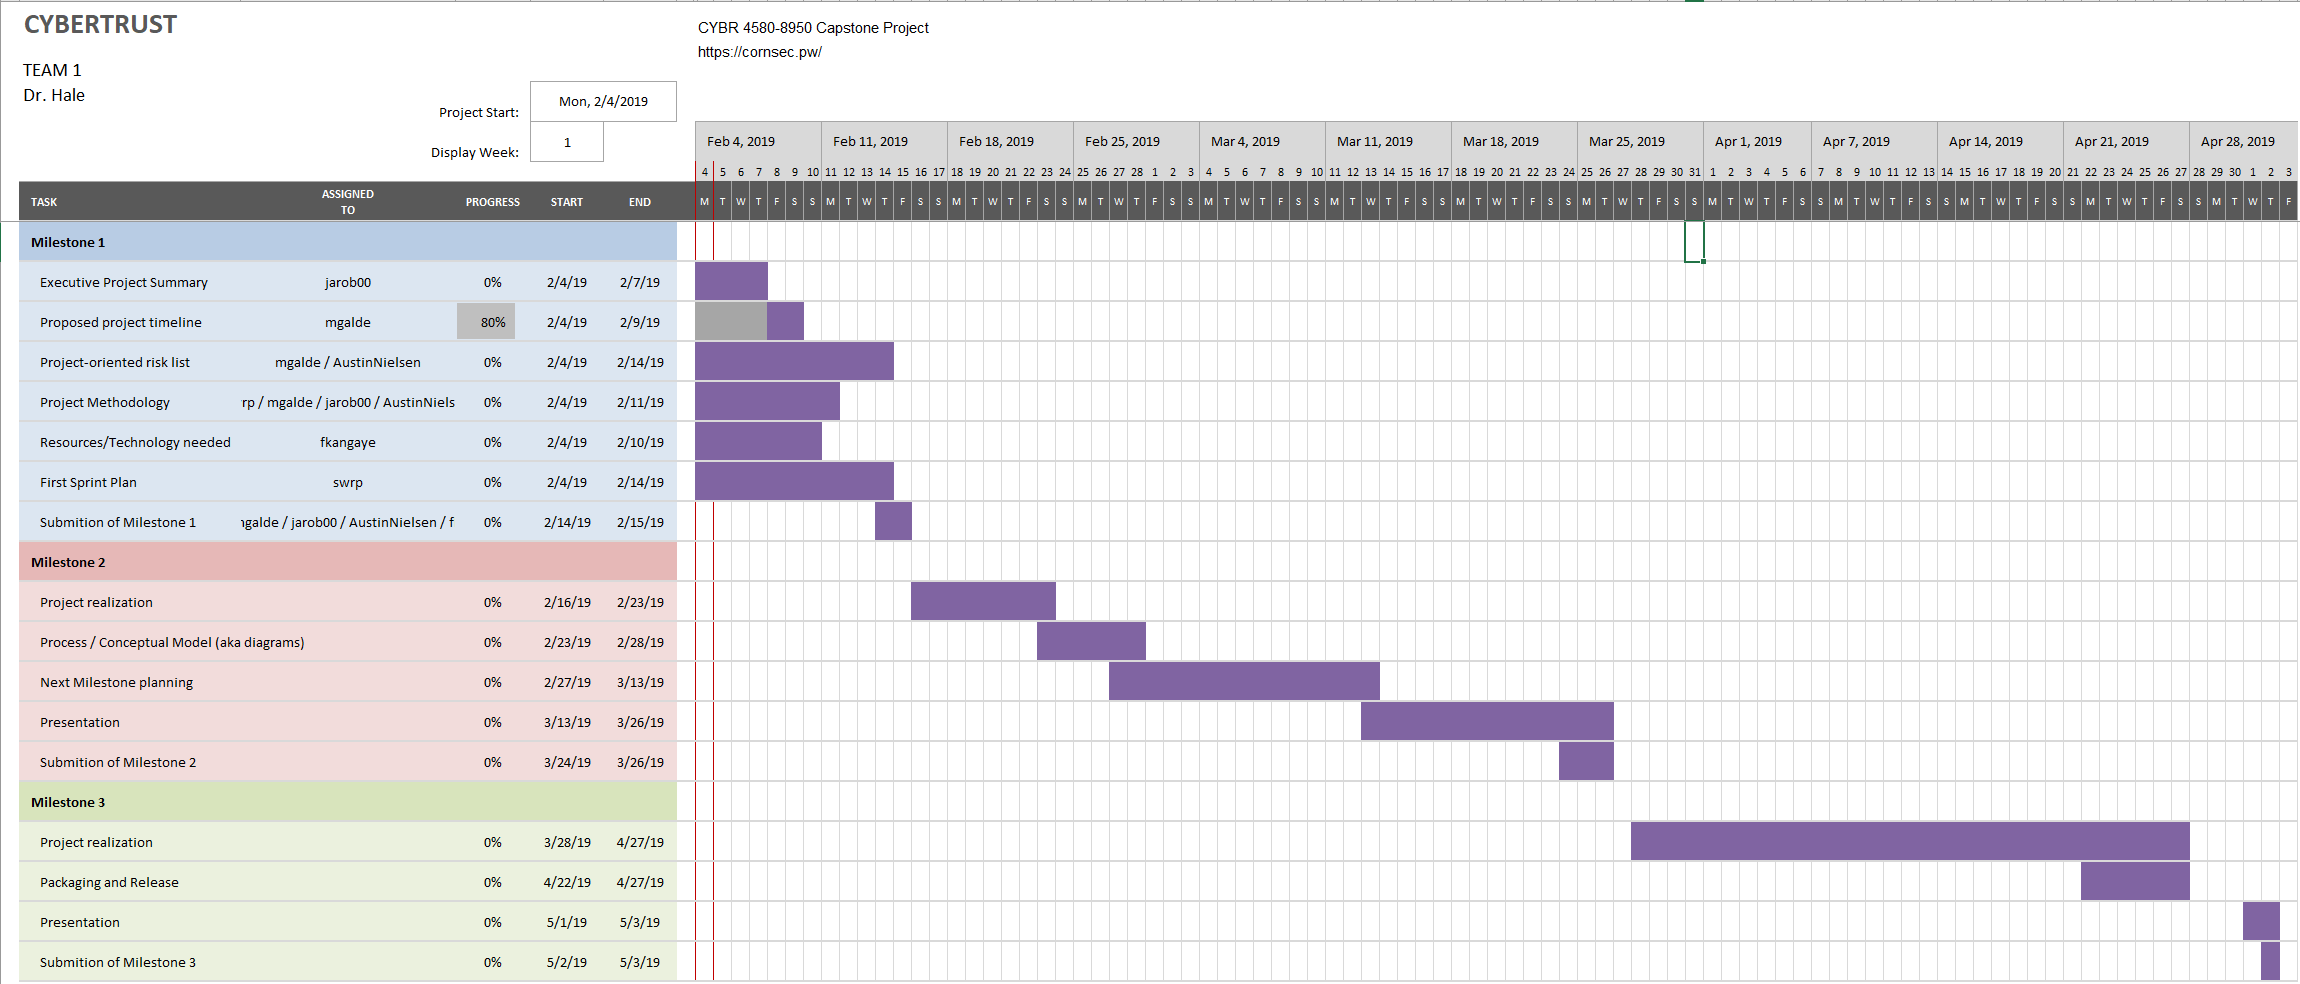 CYBERTRUST
CYBR 4580-8950 Capstone Project
https://cornsec.pw/
TEAM 1
Dr. Hale
Project Start: Mon, 2/4/2019
Display Week: 1
Feb 4, 2019 Feb 11, 2019 Feb 18, 2019 Feb 25, 2019 Mar 4, 2019 Mar 11, 2019 Mar 18, 2019 Mar 25, 2019 Apr 1, 2019 Apr 7, 2019 Apr 14, 2019 Apr 21, 2019 Apr 28, 2019
4 5 6 7 8 9 10 11 12 13 14 15 16 17 18 19 20 21 22 23 24 25 26 27 28 1 2 3 4 5 6 7 8 9 10 11 12 13 14 15 16 17 18 19 20 21 22 23 24 25 26 27 28 29 30 31 1 2 3 4 5 6 7 8 9 10 11 12 13 14 15 16 17 18 19 20 21 22 23 24 25 26 27 28 29 30 1 2 3
TASK ASSIGNED TO PROGRESS START END M T W T F S S M T W T F S S M T W T F S S M T W T F S S M T W T F S S M T W T F S S M T W T F S S M T W T F S S M T W T F S S M T W T F S S M T W T F S S M T W T F S S M T W T F
Milestone 1
Executive Project Summary jarob00 0% 2/4/19 2/7/19
Proposed project timeline mgalde 80% 2/4/19 2/9/19
Project-oriented risk list mgalde / AustinNielsen 0% 2/4/19 2/14/19
Project Methodology rp / mgalde / jarob00 / AustinNiels 0% 2/4/19 2/11/19
Resources/Technology needed fkangaye 0% 2/4/19 2/10/19
First Sprint Plan swrp 0% 2/4/19 2/14/19
Submition of Milestone 1 galde / jarob00 / AustinNielsen / f 0% 2/14/19 2/15/19
Milestone 2
Project realization 0% 2/16/19 2/23/19
Process / Conceptual Model (aka diagrams) 0% 2/23/19 2/28/19
Next Milestone planning 0% 2/27/19 3/13/19
Presentation 0% 3/13/19 3/26/19
Submition of Milestone 2 0% 3/24/19 3/26/19
Milestone 3
Project realization 0% 3/28/19 4/27/19
Packaging and Release 0% 4/22/19 4/27/19
Presentation 0% 5/1/19 5/3/19
Submition of Milestone 3 0% 5/2/19 5/3/19